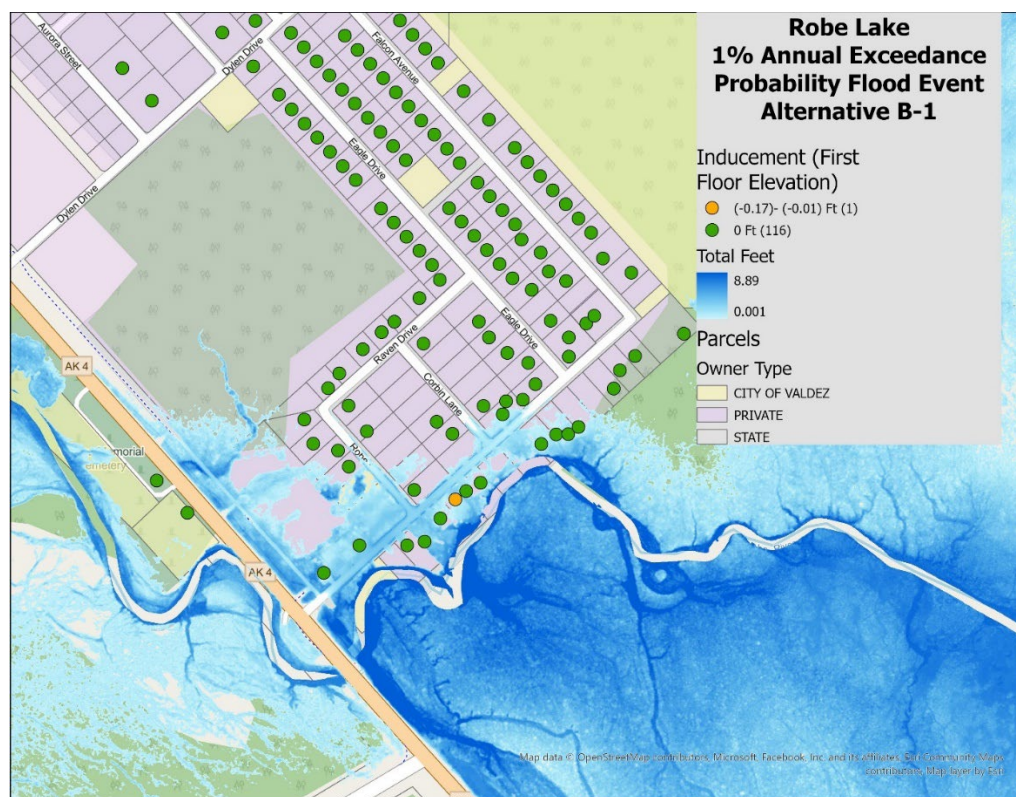 Robe Lake
1% Annual Exceedance
Probability Flood Event
Alternative B-1
Inducement (First
Floor Elevation)
(-0.17)- (-0.01) Ft (1)
0 Ft (116)
Total Feet
8.89
0.001
Parcels
Owner Type
CITY OF VALDEZ
PRIVATE
STATE
Aurora Street
Dylen Drive
Falcon Avenue
Eagle Drive
Dylen Drive
Eagle Drive
Raven Drive
Corbin Lane
Robe
AK 4
morial
emetery
AK 4
Map data © OpenStreetMap contributors, Microsoft, Facebook, Inc. and its affiliates, Esri Community Maps
contributors, Map layer by Esri